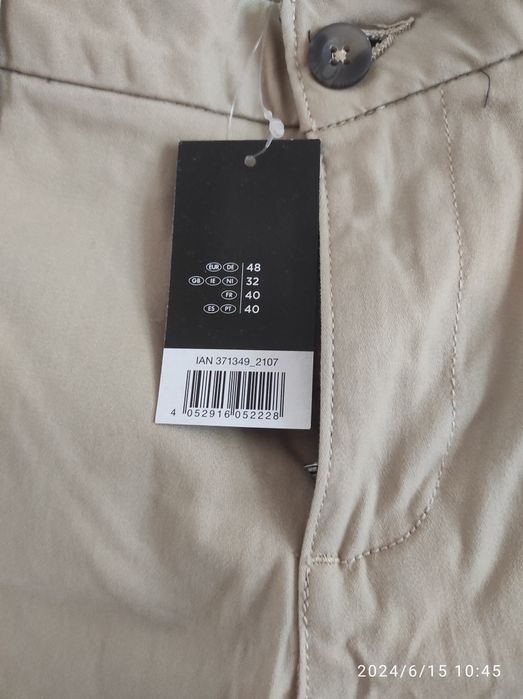 EUR DE 48
GB IE NI 32
FR 40
ES PT 40
IAN 371349_2107
4 052916 052228
2024/6/15 10:45